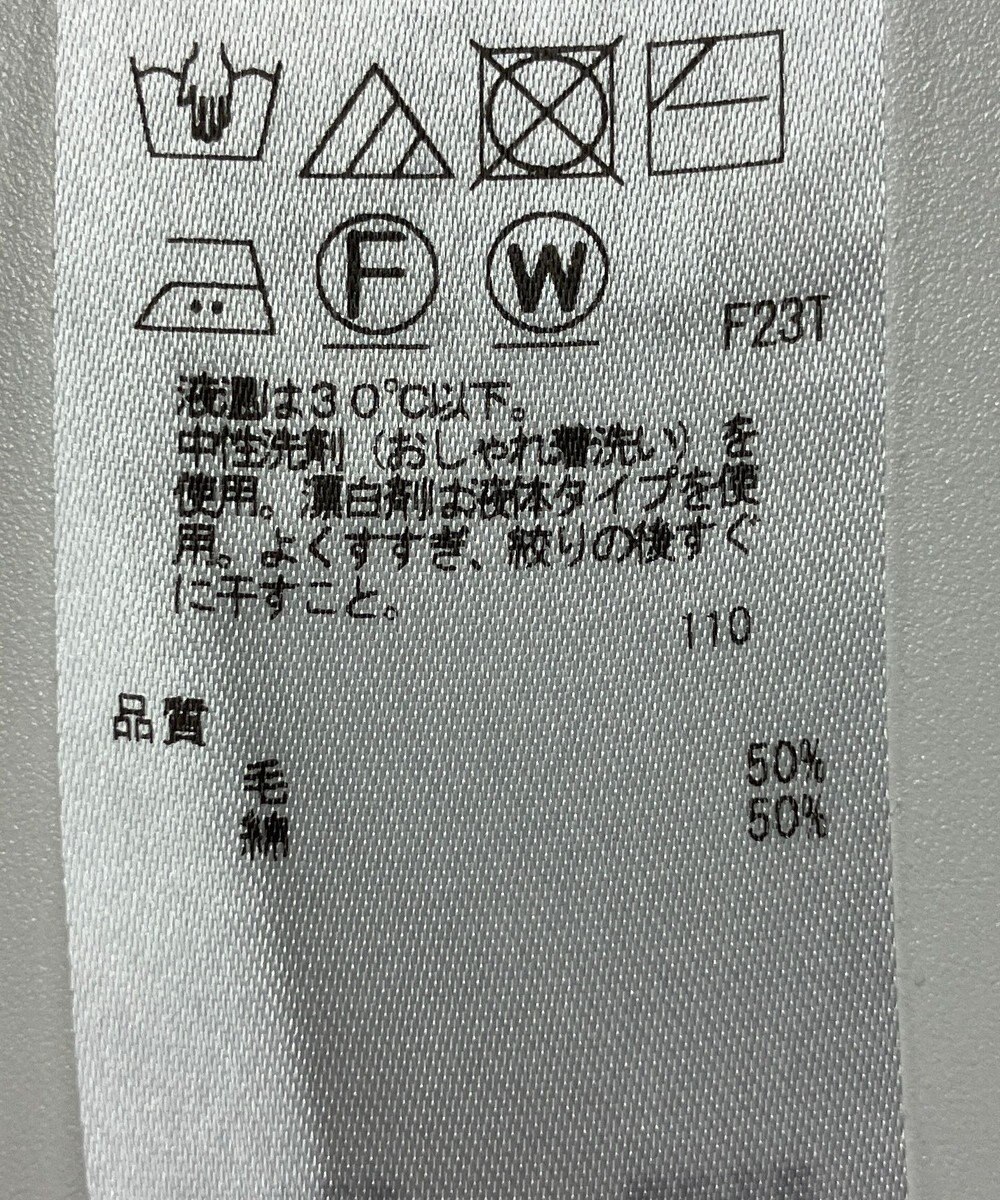 F W
F23T
液温は30℃以下。
中性洗剤（おしゃれ着洗い）を
使用。漂白剤は液体タイプを使
用。よくすすぎ、絞りの後すぐ
に干すこと。
110
品質
毛 50%
綿 50%